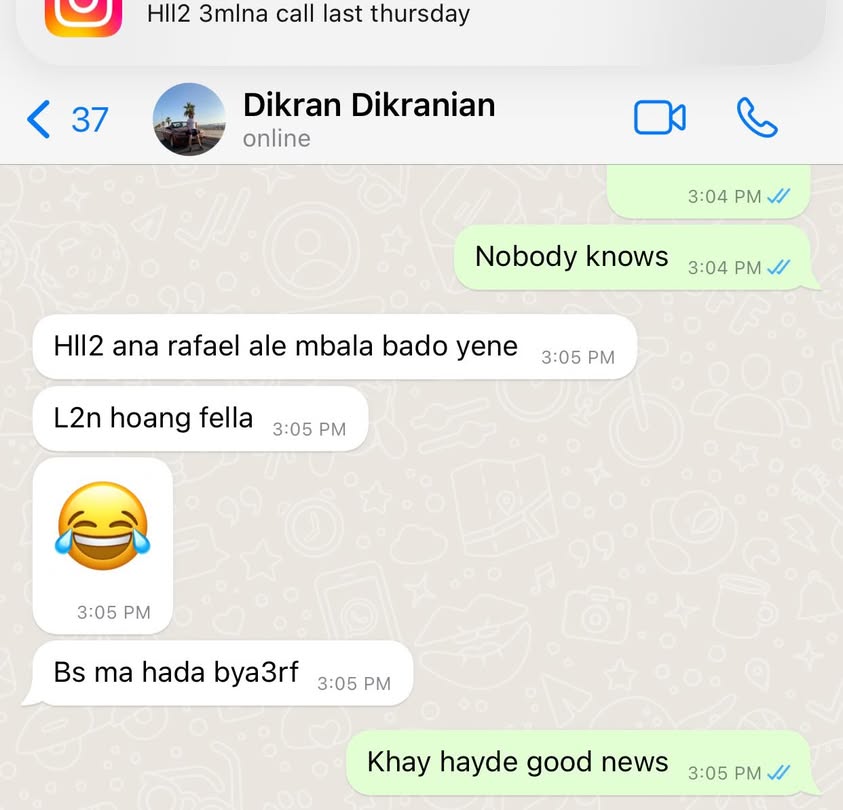 Hll2 3mlna call last thursday
37
Dikran Dikranian
online
3:04 PM
Nobody knows 3:04 PM
Hll2 ana rafael ale mbala bado yene 3:05 PM
L2n hoang fella 3:05 PM
😂
3:05 PM
Bs ma hada bya3rf 3:05 PM
Khay hayde good news 3:05 PM